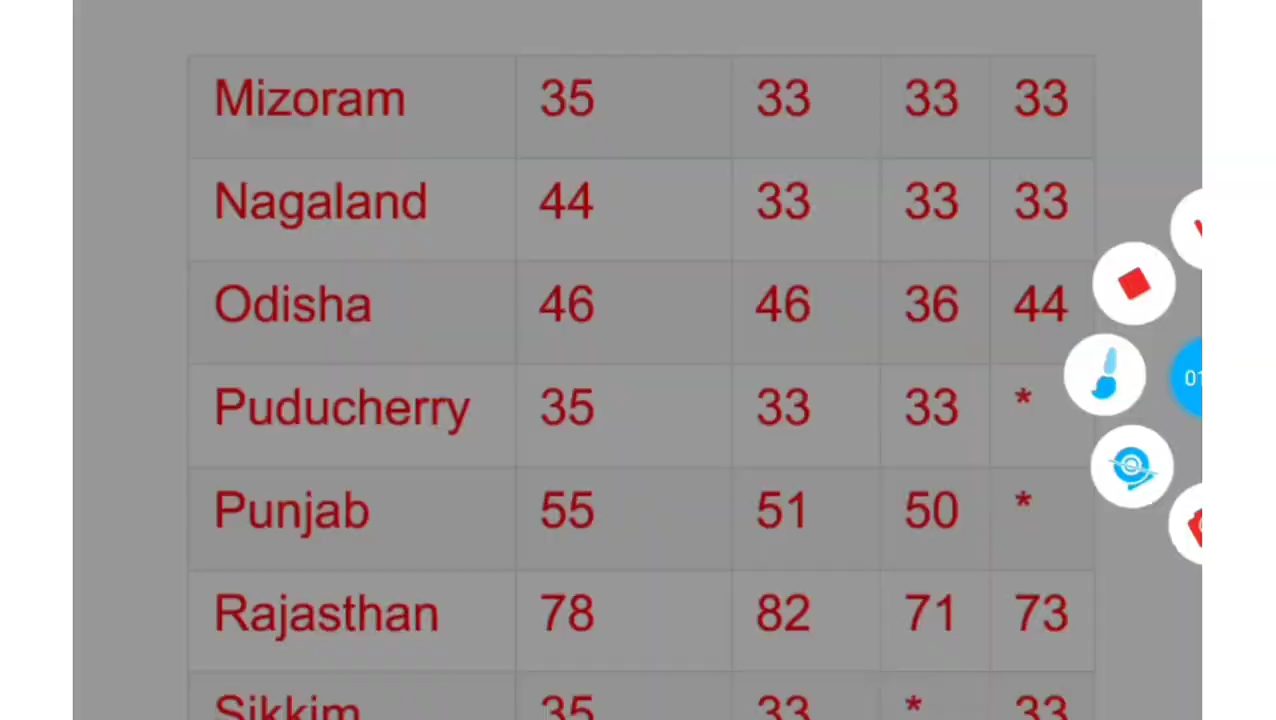 Mizoram 35 33 33 33
Nagaland 44 33 33 33
Odisha 46 46 36 44
Puducherry 35 33 33 *
01
Punjab 55 51 50 *
Rajasthan 78 82 71 73
Sikkim 35 33 * 33